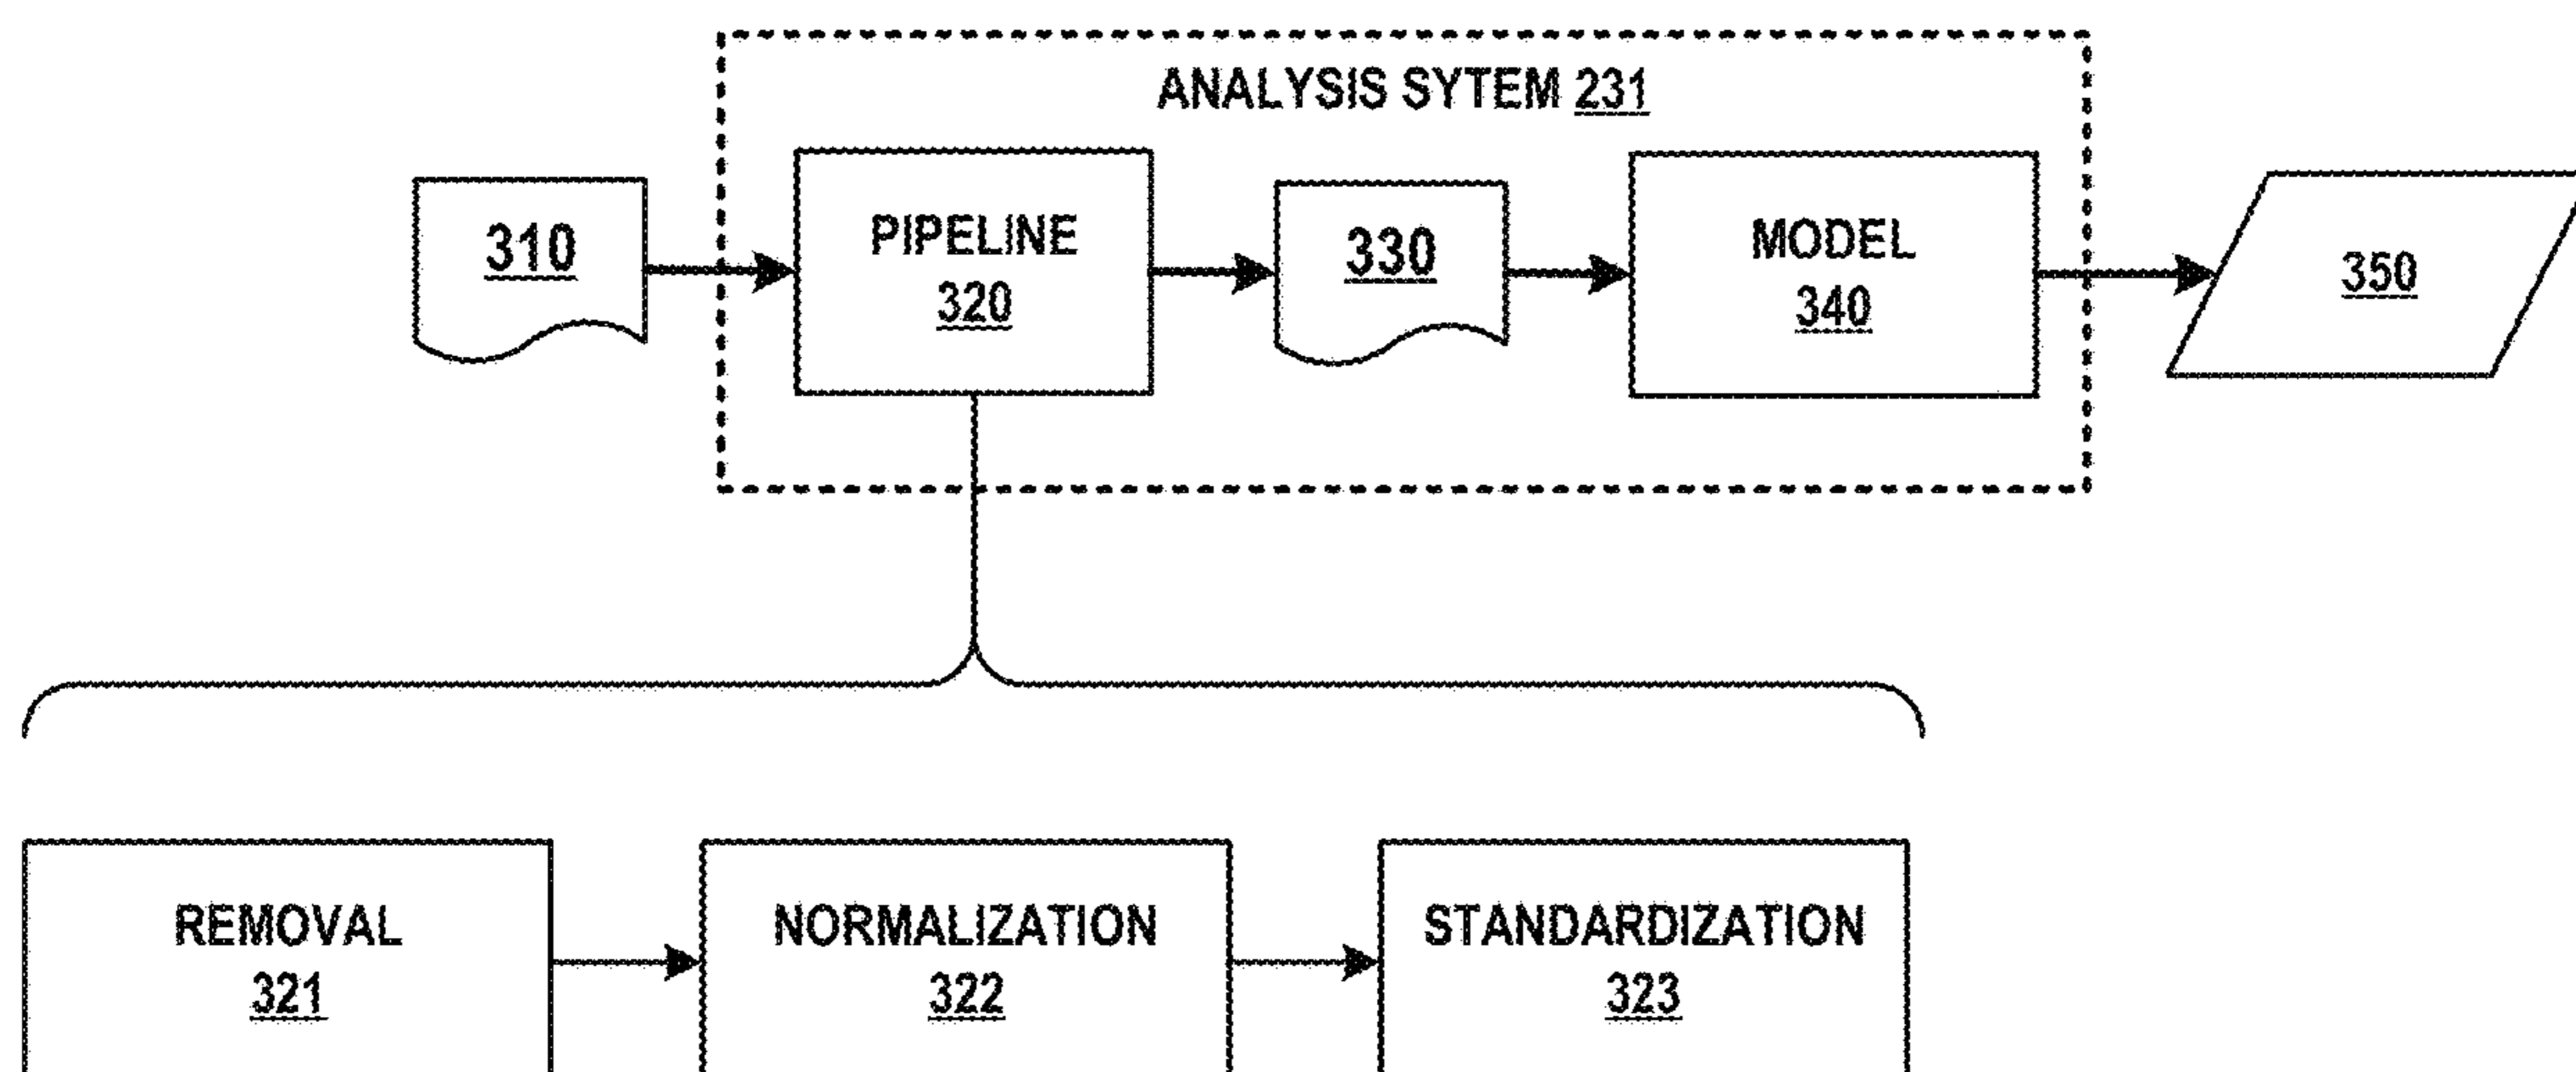 ANALYSIS SYTEM 231
310
PIPELINE
320
330
MODEL
340
350
REMOVAL
321
NORMALIZATION
322
STANDARDIZATION
323